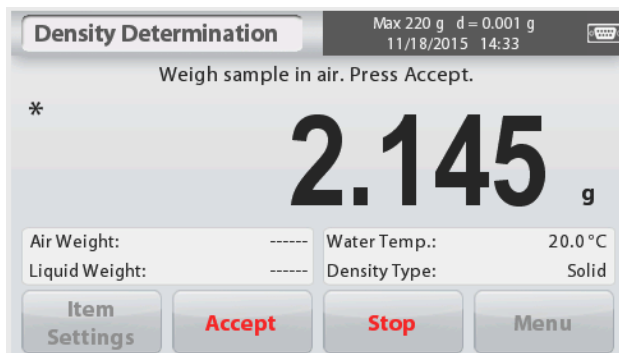 Density Determination
Max 220 g d = 0.001 g
11/18/2015 14:33
Weigh sample in air. Press Accept.
*
2.145 g
Air Weight: ------ Water Temp.: 20.0 °C
Liquid Weight: ------ Density Type: Solid
Item
Settings
Accept
Stop
Menu